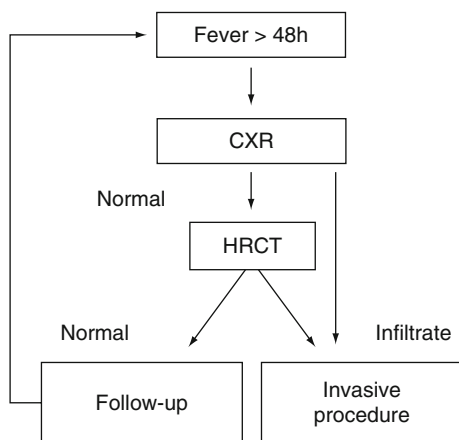 Fever > 48h
CXR
Normal
HRCT
Normal
Infiltrate
Follow-up
Invasive
procedure